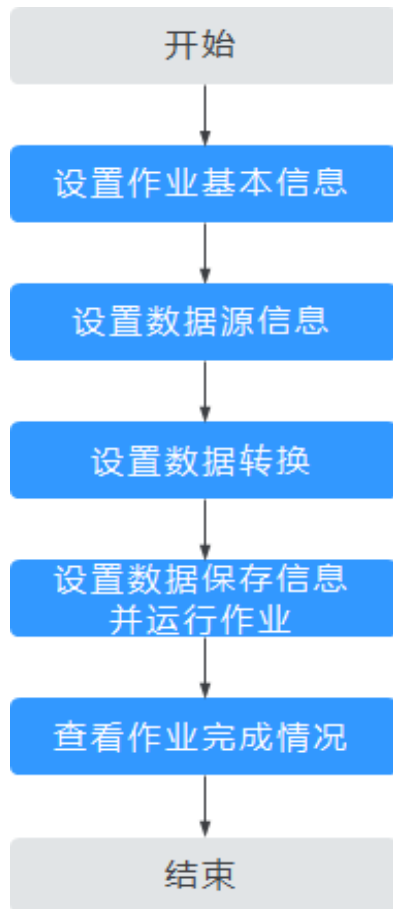 开始
设置作业基本信息
设置数据源信息
设置数据转换
设置数据保存信息
并运行作业
查看作业完成情况
结束